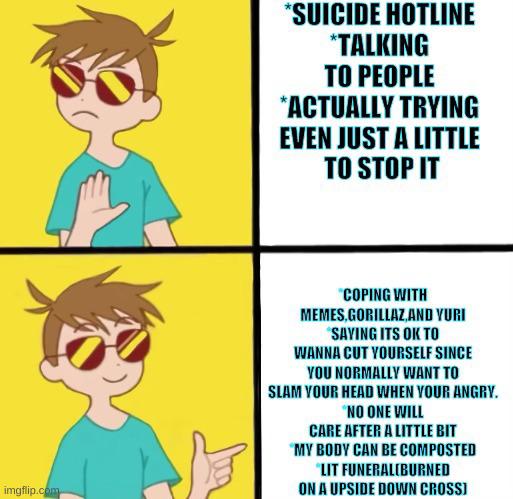 *SUICIDE HOTLINE
*TALKING
TO PEOPLE
*ACTUALLY TRYING
EVEN JUST A LITTLE
TO STOP IT
*COPING WITH
MEMES,GORILLAZ,AND YURI
*SAYING ITS OK TO
WANNA CUT YOURSELF SINCE
YOU NORMALLY WANT TO
SLAM YOUR HEAD WHEN YOUR ANGRY.
*NO ONE WILL
CARE AFTER A LITTLE BIT
*MY BODY CAN BE COMPOSTED
*LIT FUNERAL(BURNED
ON A UPSIDE DOWN CROSS)
imgflip.com